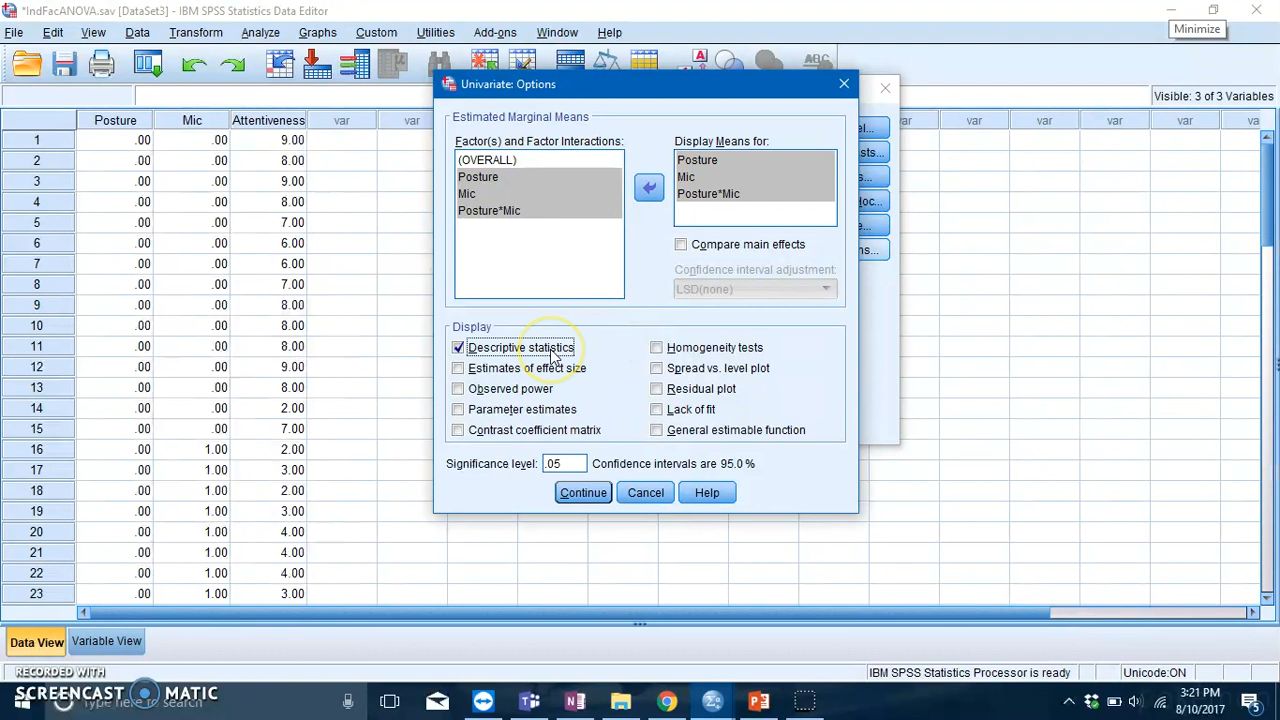 *IndFacANOVA.sav [DataSet3] - IBM SPSS Statistics Data Editor
File Edit View Data Transform Analyze Graphs Custom Utilities Add-ons Window Help
Minimize
Visible: 3 of 3 Variables
Univariate: Options
Estimated Marginal Means
Factor(s) and Factor Interactions:
(OVERALL)
Posture
Mic
Posture*Mic
Display Means for:
Posture
Mic
Posture*Mic
Compare main effects
Confidence interval adjustment:
LSD(none)
Display
Descriptive statistics
Homogeneity tests
Estimates of effect size
Spread vs. level plot
Observed power
Residual plot
Parameter estimates
Lack of fit
Contrast coefficient matrix
General estimable function
Significance level: .05 Confidence intervals are 95.0 %
Continue Cancel Help
el...
sts...
s...
loc...
e...
ns...
Posture Mic Attentiveness var var var var var var
1 .00 .00 9.00
2 .00 .00 8.00
3 .00 .00 9.00
4 .00 .00 8.00
5 .00 .00 7.00
6 .00 .00 6.00
7 .00 .00 6.00
8 .00 .00 7.00
9 .00 .00 8.00
10 .00 .00 8.00
11 .00 .00 8.00
12 .00 .00 9.00
13 .00 .00 9.00
14 .00 .00 2.00
15 .00 .00 7.00
16 .00 1.00 2.00
17 .00 1.00 3.00
18 .00 1.00 2.00
19 .00 1.00 3.00
20 .00 1.00 4.00
21 .00 1.00 4.00
22 .00 1.00 4.00
23 .00 1.00 3.00
Data View Variable View
IBM SPSS Statistics Processor is ready Unicode:ON
RECORDED WITH
SCREENCAST MATIC
3:21 PM
8/10/2017
5